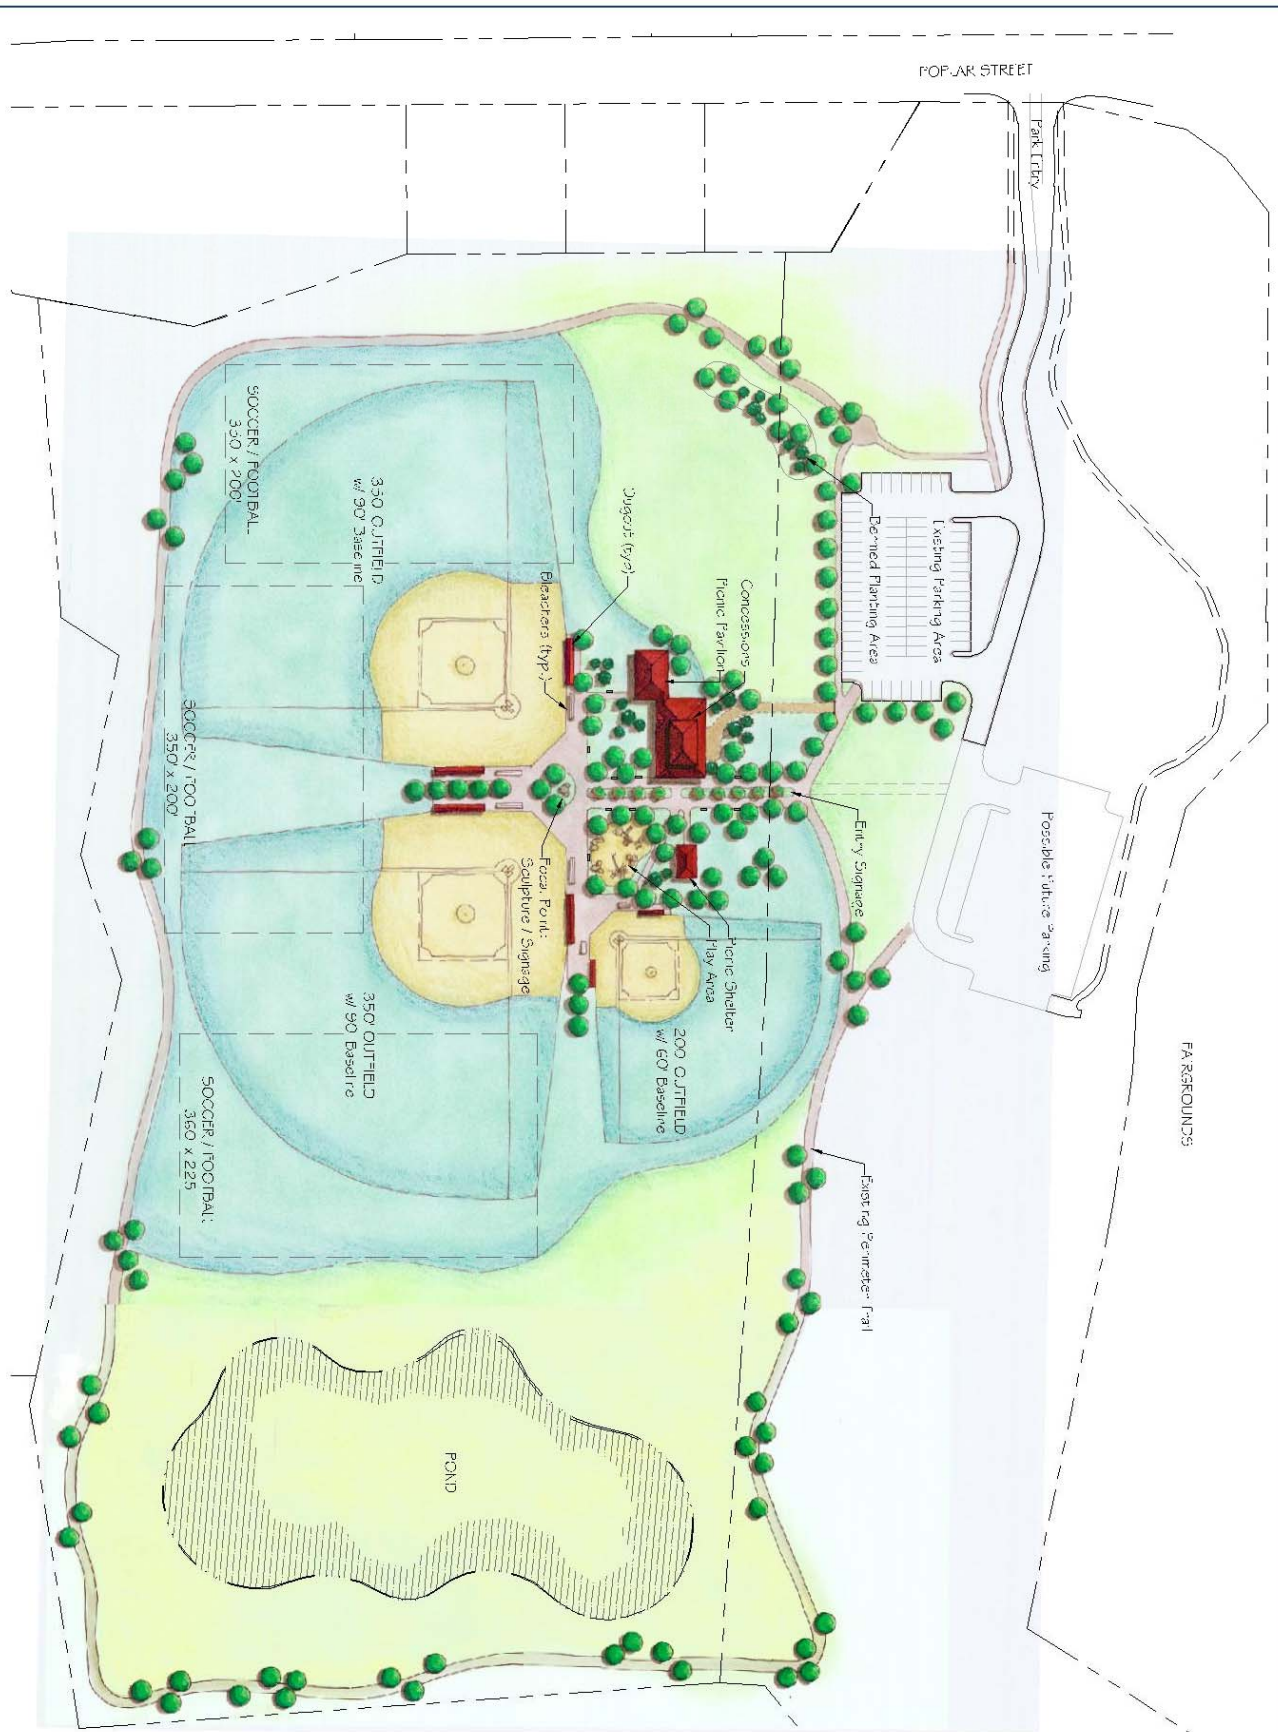 POPLAR STREET
Park Entry
SOCCER / FOOTBALL
330 x 200'
350 OUTFIELD
w/ 90' Baseline
Dugout (typ)
Bleachers (typ.)
Concessions
Picnic Pavilion
Bermed Planting Area
Existing Parking Area
SOCCER / FOOTBALL
350' x 200'
Focal Point:
Sculpture / Signage
Entry Signage
Possible Future Parking
Picnic Shelter
Play Area
350' OUTFIELD
w/ 90' Baseline
200 OUTFIELD
w/ 60' Baseline
FAIRGROUNDS
SOCCER / FOOTBALL
360 x 225
Existing Perimeter Trail
POND